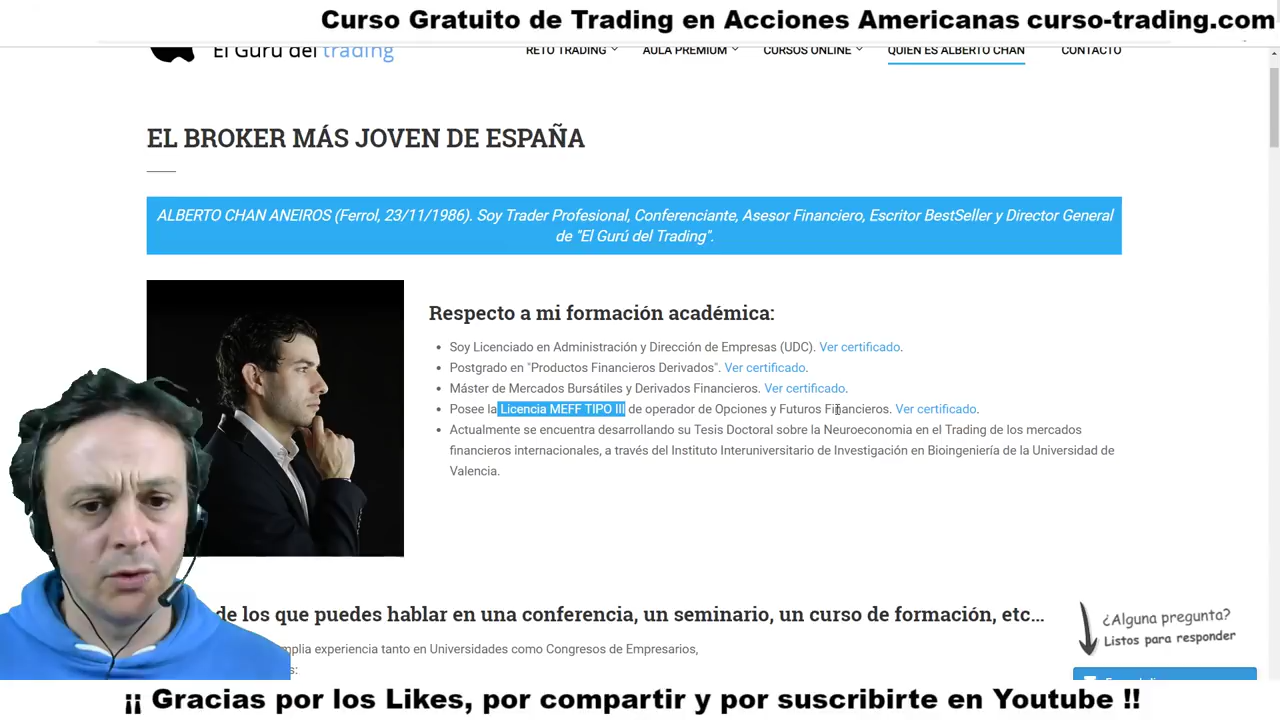 Curso Gratuito de Trading en Acciones Americanas curso-trading.com
El Gurú del trading
RETO TRADING
AULA PREMIUM
CURSOS ONLINE
QUIEN ES ALBERTO CHAN
CONTACTO
EL BROKER MÁS JOVEN DE ESPAÑA
ALBERTO CHAN ANEIROS (Ferrol, 23/11/1986). Soy Trader Profesional, Conferenciante, Asesor Financiero, Escritor BestSeller y Director General
de "El Gurú del Trading".
Respecto a mi formación académica:
Soy Licenciado en Administración y Dirección de Empresas (UDC). Ver certificado.
Postgrado en "Productos Financieros Derivados". Ver certificado.
Máster de Mercados Bursátiles y Derivados Financieros. Ver certificado.
Posee la Licencia MEFF TIPO III de operador de Opciones y Futuros Financieros. Ver certificado.
Actualmente se encuentra desarrollando su Tesis Doctoral sobre la Neuroeconomia en el Trading de los mercados
financieros internacionales, a través del Instituto Interuniversitario de Investigación en Bioingeniería de la Universidad de
Valencia.
de los que puedes hablar en una conferencia, un seminario, un curso de formación, etc...
mplia experiencia tanto en Universidades como Congresos de Empresarios,
¿Alguna pregunta?
Listos para responder
¡¡ Gracias por los Likes, por compartir y por suscribirte en Youtube !!